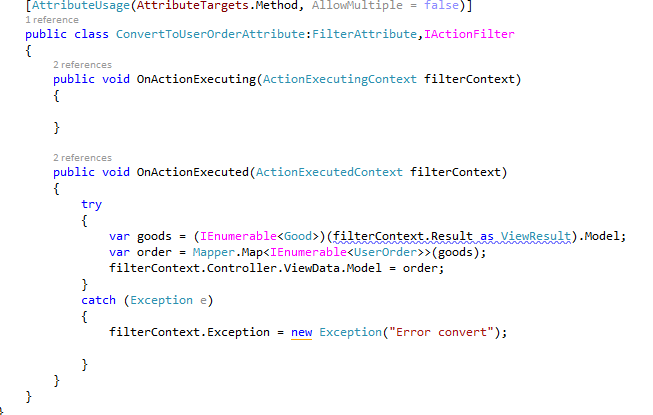 [AttributeUsage(AttributeTargets.Method, AllowMultiple = false)]
1 reference
public class ConvertToUserOrderAttribute:FilterAttribute,IActionFilter
{
2 references
public void OnActionExecuting(ActionExecutingContext filterContext)
{
}
2 references
public void OnActionExecuted(ActionExecutedContext filterContext)
{
try
{
var goods = (IEnumerable<Good>)(filterContext.Result as ViewResult).Model;
var order = Mapper.Map<IEnumerable<UserOrder>>(goods);
filterContext.Controller.ViewData.Model = order;
}
catch (Exception e)
{
filterContext.Exception = new Exception("Error convert");
}
}
}
}